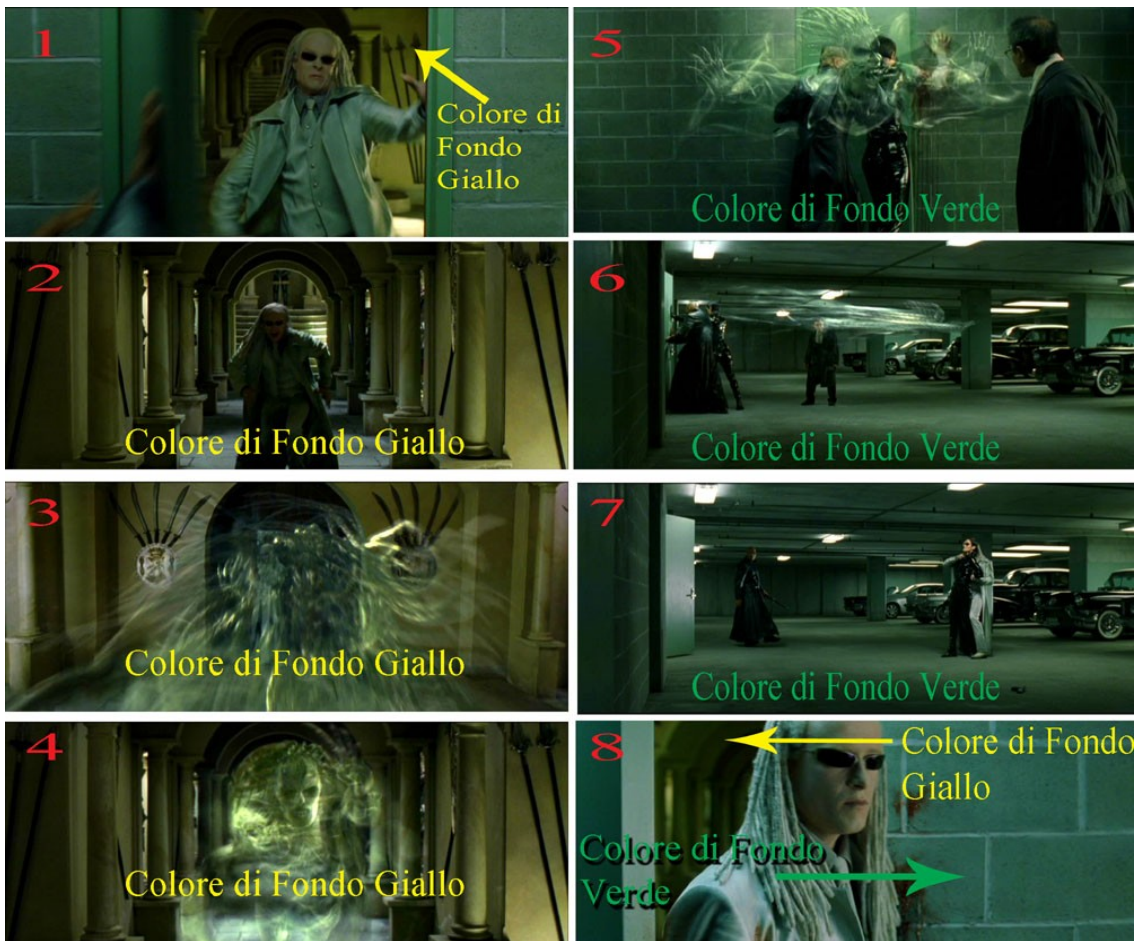 1
Colore di
Fondo
Giallo
2
Colore di Fondo Giallo
3
Colore di Fondo Giallo
4
Colore di Fondo Giallo
5
Colore di Fondo Verde
6
Colore di Fondo Verde
7
Colore di Fondo Verde
8
Colore di Fondo
Giallo
Colore di Fondo
Verde